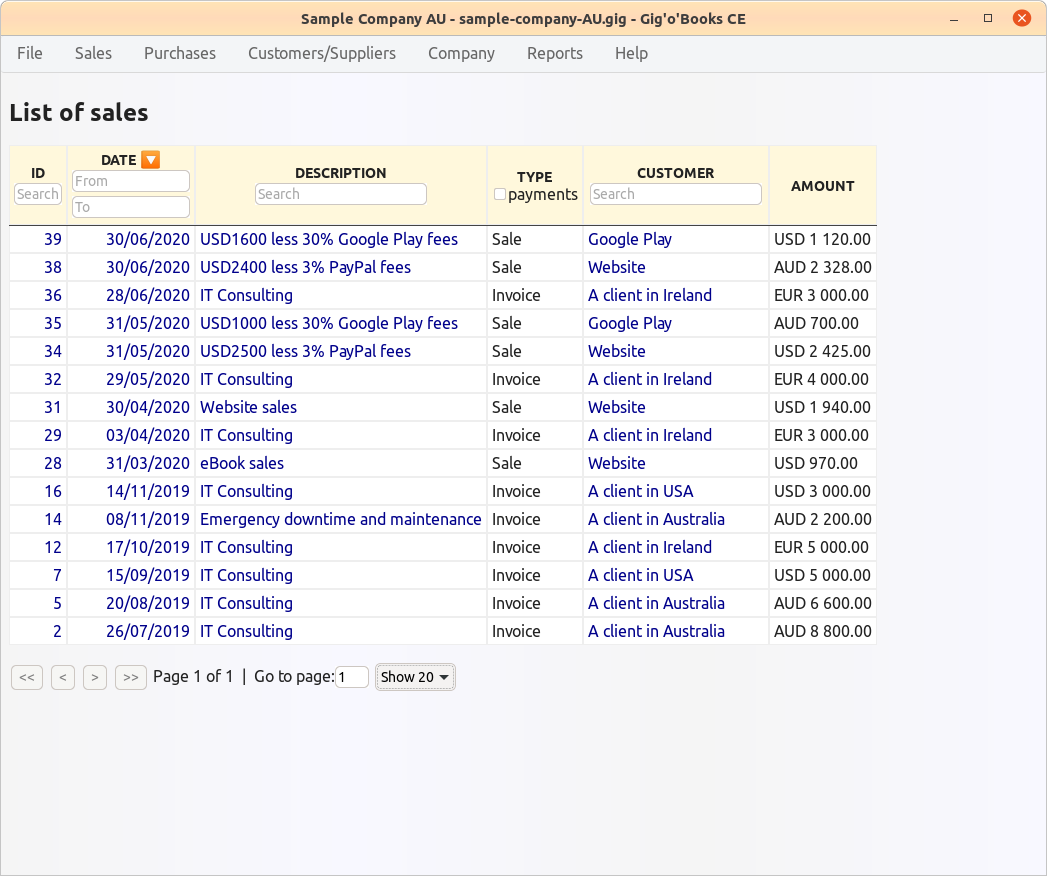 Sample Company AU - sample-company-AU.gig - Gig'o'Books CE
File Sales Purchases Customers/Suppliers Company Reports Help
List of sales
ID DATE DESCRIPTION TYPE CUSTOMER AMOUNT
Search From Search payments Search
To
39 30/06/2020 USD1600 less 30% Google Play fees Sale Google Play USD 1 120.00
38 30/06/2020 USD2400 less 3% PayPal fees Sale Website AUD 2 328.00
36 28/06/2020 IT Consulting Invoice A client in Ireland EUR 3 000.00
35 31/05/2020 USD1000 less 30% Google Play fees Sale Google Play AUD 700.00
34 31/05/2020 USD2500 less 3% PayPal fees Sale Website USD 2 425.00
32 29/05/2020 IT Consulting Invoice A client in Ireland EUR 4 000.00
31 30/04/2020 Website sales Sale Website USD 1 940.00
29 03/04/2020 IT Consulting Invoice A client in Ireland EUR 3 000.00
28 31/03/2020 eBook sales Sale Website USD 970.00
16 14/11/2019 IT Consulting Invoice A client in USA USD 3 000.00
14 08/11/2019 Emergency downtime and maintenance Invoice A client in Australia AUD 2 200.00
12 17/10/2019 IT Consulting Invoice A client in Ireland EUR 5 000.00
7 15/09/2019 IT Consulting Invoice A client in USA USD 5 000.00
5 20/08/2019 IT Consulting Invoice A client in Australia AUD 6 600.00
2 26/07/2019 IT Consulting Invoice A client in Australia AUD 8 800.00
<< < > >> Page 1 of 1 | Go to page: 1 Show 20